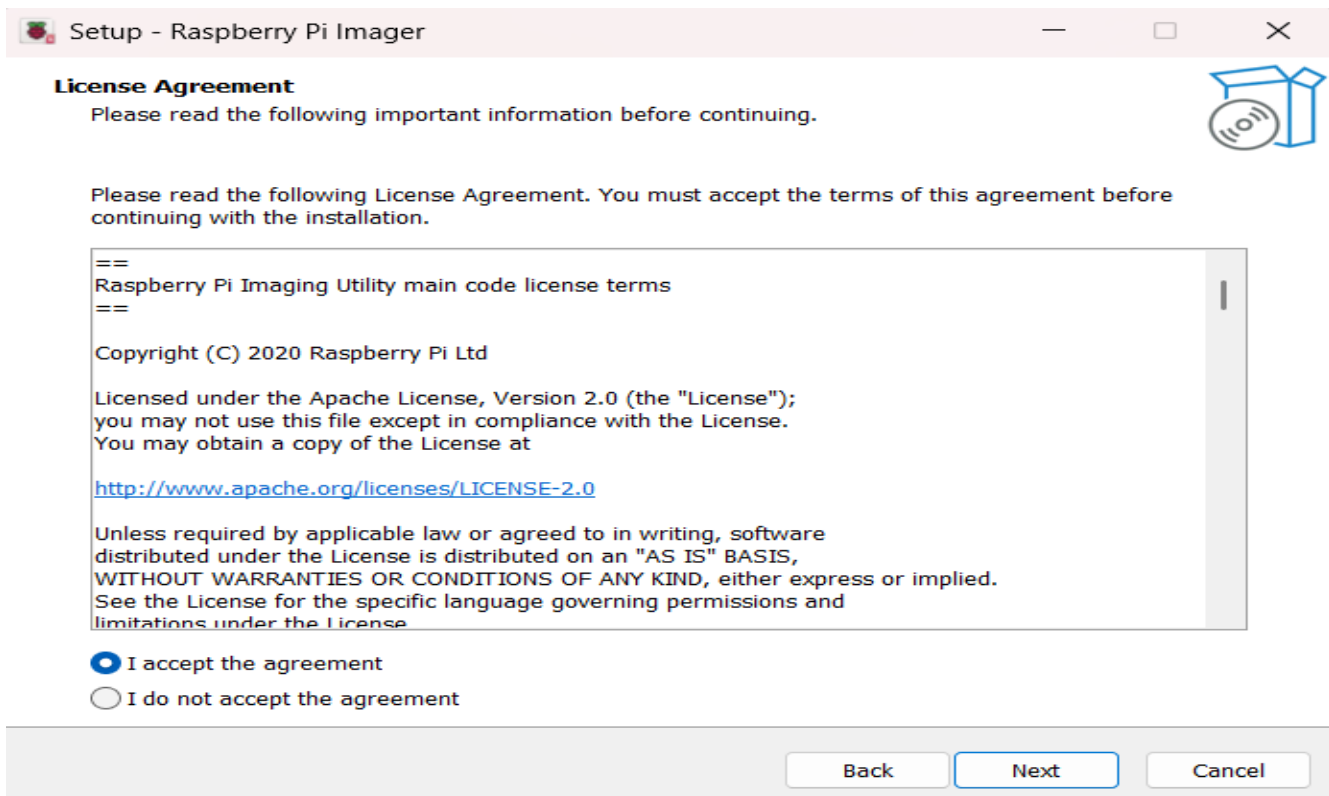 Setup - Raspberry Pi Imager
License Agreement
Please read the following important information before continuing.
Please read the following License Agreement. You must accept the terms of this agreement before
continuing with the installation.
==
Raspberry Pi Imaging Utility main code license terms
==
Copyright (C) 2020 Raspberry Pi Ltd
Licensed under the Apache License, Version 2.0 (the "License");
you may not use this file except in compliance with the License.
You may obtain a copy of the License at
http://www.apache.org/licenses/LICENSE-2.0
Unless required by applicable law or agreed to in writing, software
distributed under the License is distributed on an "AS IS" BASIS,
WITHOUT WARRANTIES OR CONDITIONS OF ANY KIND, either express or implied.
See the License for the specific language governing permissions and
limitations under the License
I accept the agreement
I do not accept the agreement
Back Next Cancel